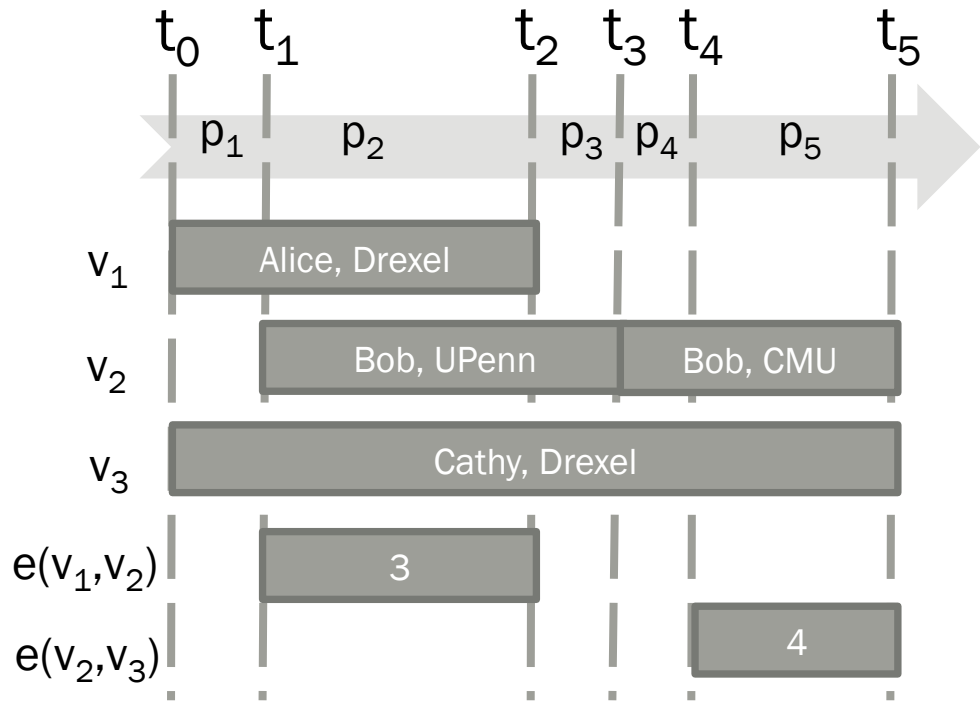 t₀ t₁ t₂ t₃ t₄ t₅
p₁ p₂ p₃ p₄ p₅
v₁ Alice, Drexel
v₂ Bob, UPenn Bob, CMU
v₃ Cathy, Drexel
e(v₁,v₂) 3
e(v₂,v₃) 4